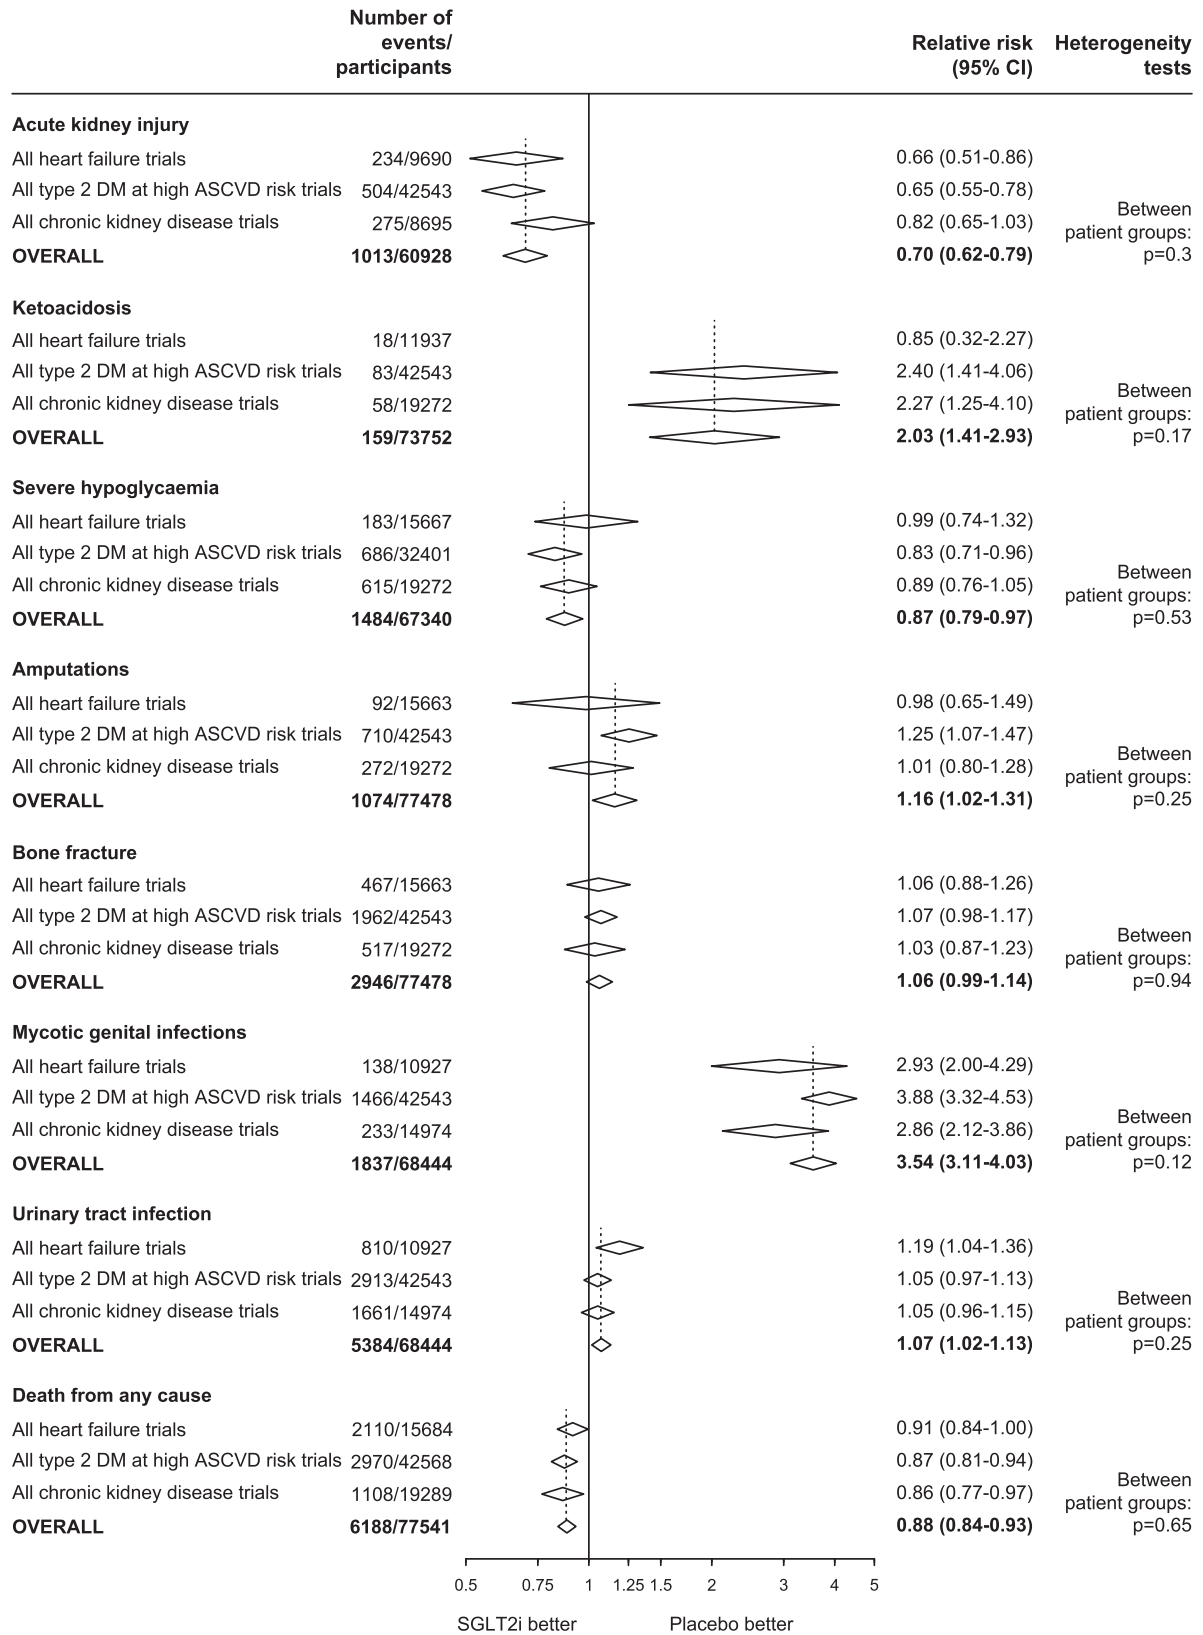 Number of
events/
participants
Relative risk
(95% CI)
Heterogeneity
tests
Acute kidney injury
All heart failure trials 234/9690 0.66 (0.51-0.86)
All type 2 DM at high ASCVD risk trials 504/42543 0.65 (0.55-0.78)
All chronic kidney disease trials 275/8695 0.82 (0.65-1.03)
OVERALL 1013/60928 0.70 (0.62-0.79)
Between
patient groups:
p=0.3
Ketoacidosis
All heart failure trials 18/11937 0.85 (0.32-2.27)
All type 2 DM at high ASCVD risk trials 83/42543 2.40 (1.41-4.06)
All chronic kidney disease trials 58/19272 2.27 (1.25-4.10)
OVERALL 159/73752 2.03 (1.41-2.93)
Between
patient groups:
p=0.17
Severe hypoglycaemia
All heart failure trials 183/15667 0.99 (0.74-1.32)
All type 2 DM at high ASCVD risk trials 686/32401 0.83 (0.71-0.96)
All chronic kidney disease trials 615/19272 0.89 (0.76-1.05)
OVERALL 1484/67340 0.87 (0.79-0.97)
Between
patient groups:
p=0.53
Amputations
All heart failure trials 92/15663 0.98 (0.65-1.49)
All type 2 DM at high ASCVD risk trials 710/42543 1.25 (1.07-1.47)
All chronic kidney disease trials 272/19272 1.01 (0.80-1.28)
OVERALL 1074/77478 1.16 (1.02-1.31)
Between
patient groups:
p=0.25
Bone fracture
All heart failure trials 467/15663 1.06 (0.88-1.26)
All type 2 DM at high ASCVD risk trials 1962/42543 1.07 (0.98-1.17)
All chronic kidney disease trials 517/19272 1.03 (0.87-1.23)
OVERALL 2946/77478 1.06 (0.99-1.14)
Between
patient groups:
p=0.94
Mycotic genital infections
All heart failure trials 138/10927 2.93 (2.00-4.29)
All type 2 DM at high ASCVD risk trials 1466/42543 3.88 (3.32-4.53)
All chronic kidney disease trials 233/14974 2.86 (2.12-3.86)
OVERALL 1837/68444 3.54 (3.11-4.03)
Between
patient groups:
p=0.12
Urinary tract infection
All heart failure trials 810/10927 1.19 (1.04-1.36)
All type 2 DM at high ASCVD risk trials 2913/42543 1.05 (0.97-1.13)
All chronic kidney disease trials 1661/14974 1.05 (0.96-1.15)
OVERALL 5384/68444 1.07 (1.02-1.13)
Between
patient groups:
p=0.25
Death from any cause
All heart failure trials 2110/15684 0.91 (0.84-1.00)
All type 2 DM at high ASCVD risk trials 2970/42568 0.87 (0.81-0.94)
All chronic kidney disease trials 1108/19289 0.86 (0.77-0.97)
OVERALL 6188/77541 0.88 (0.84-0.93)
Between
patient groups:
p=0.65
0.5 0.75 1 1.25 1.5 2 3 4 5
SGLT2i better Placebo better